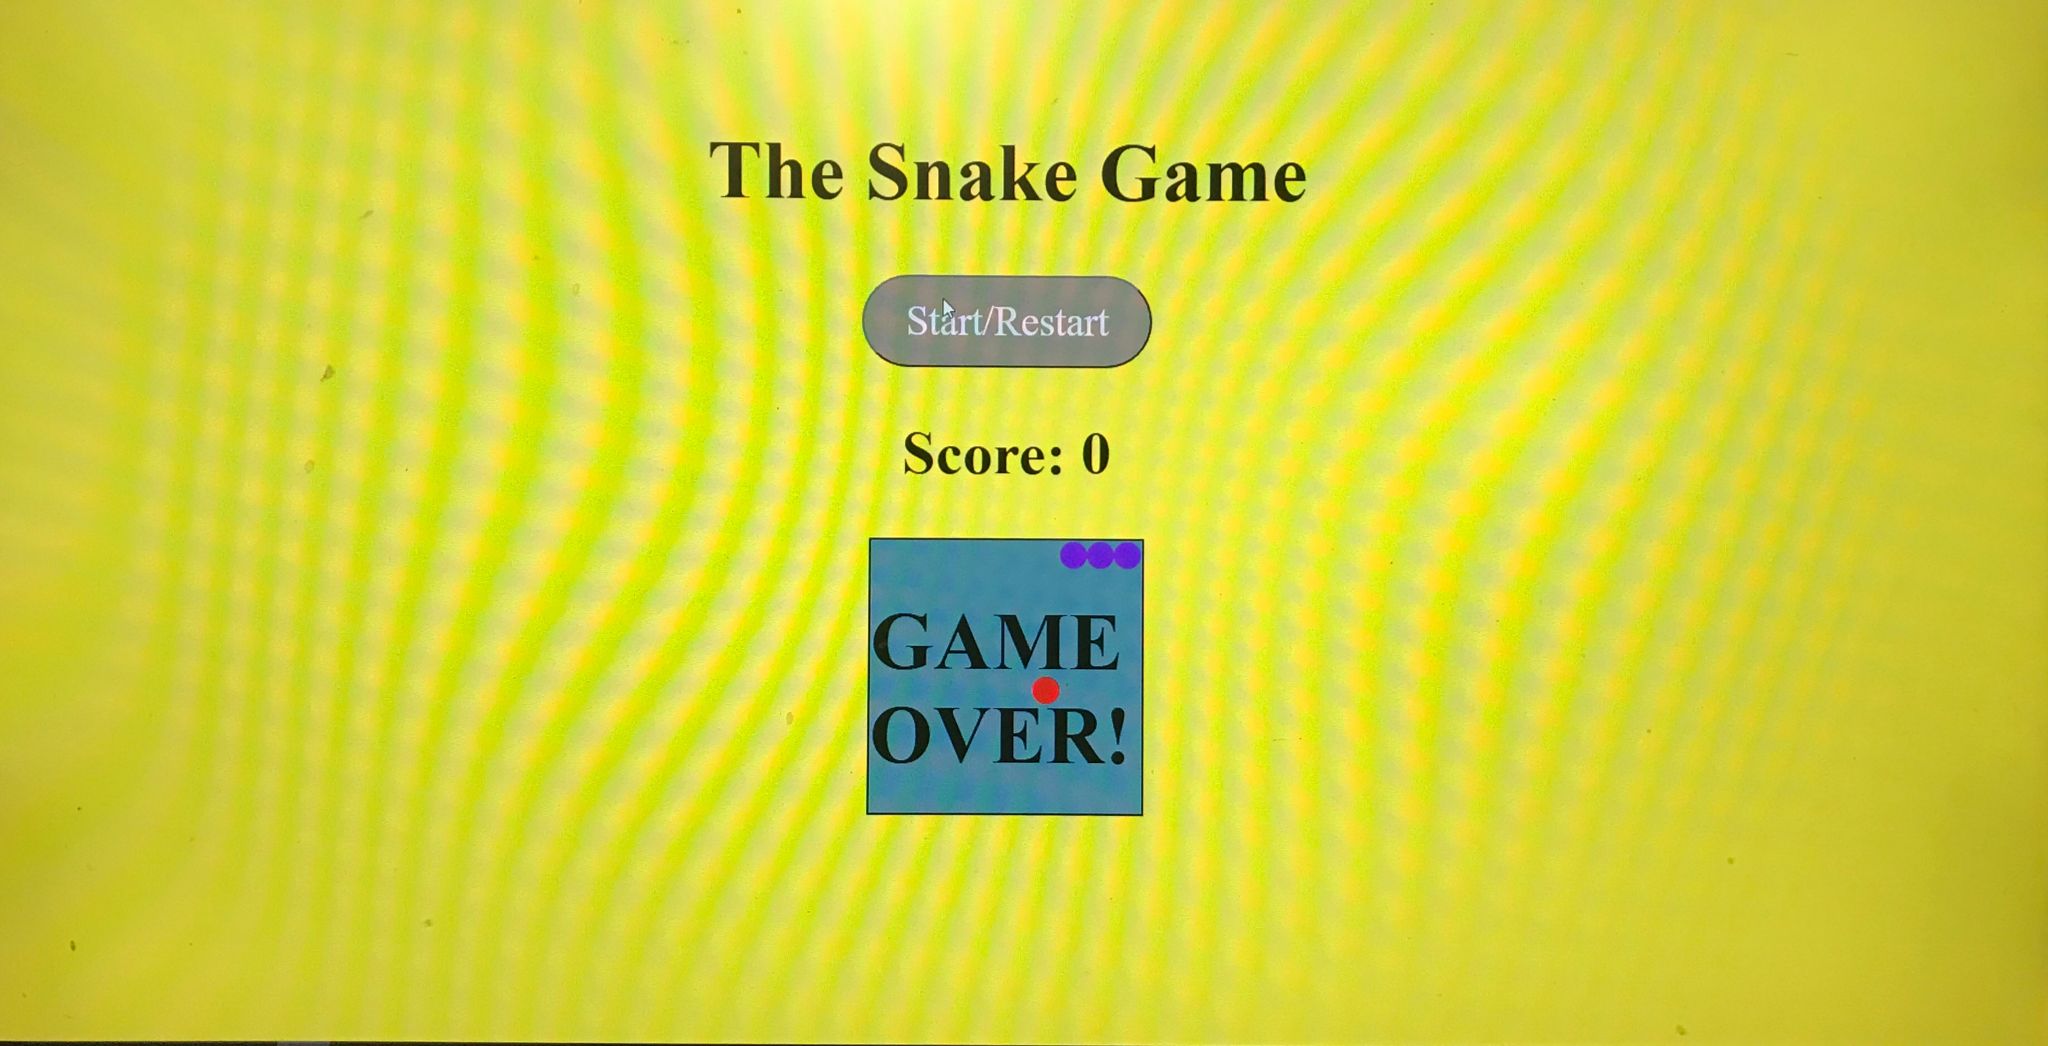 The Snake Game
Start/Restart
Score: 0
GAME
OVER!